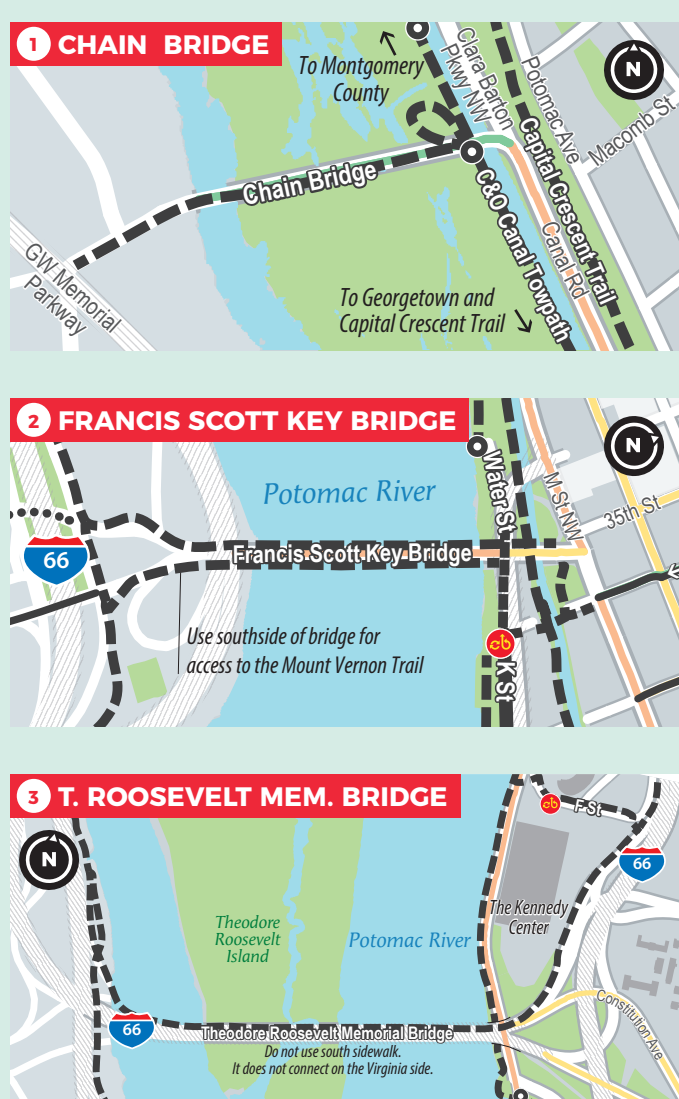 1 CHAIN BRIDGE
To Montgomery
County
Clara Barton
Pkwy NW
Potomac Ave
N
Macomb St
Capital Crescent Trail
Chain Bridge
C&O Canal Towpath
Canal Rd
GW Memorial
Parkway
To Georgetown and
Capital Crescent Trail
2 FRANCIS SCOTT KEY BRIDGE
N
Potomac River
Water St
M St NW
35th St
66
Francis Scott Key Bridge
Use southside of bridge for
access to the Mount Vernon Trail
cb
K St
3 T. ROOSEVELT MEM. BRIDGE
N
cb
F St
66
The Kennedy
Center
Theodore
Roosevelt
Island
Potomac River
Constitution Ave
66
Theodore Roosevelt Memorial Bridge
Do not use south sidewalk.
It does not connect on the Virginia side.